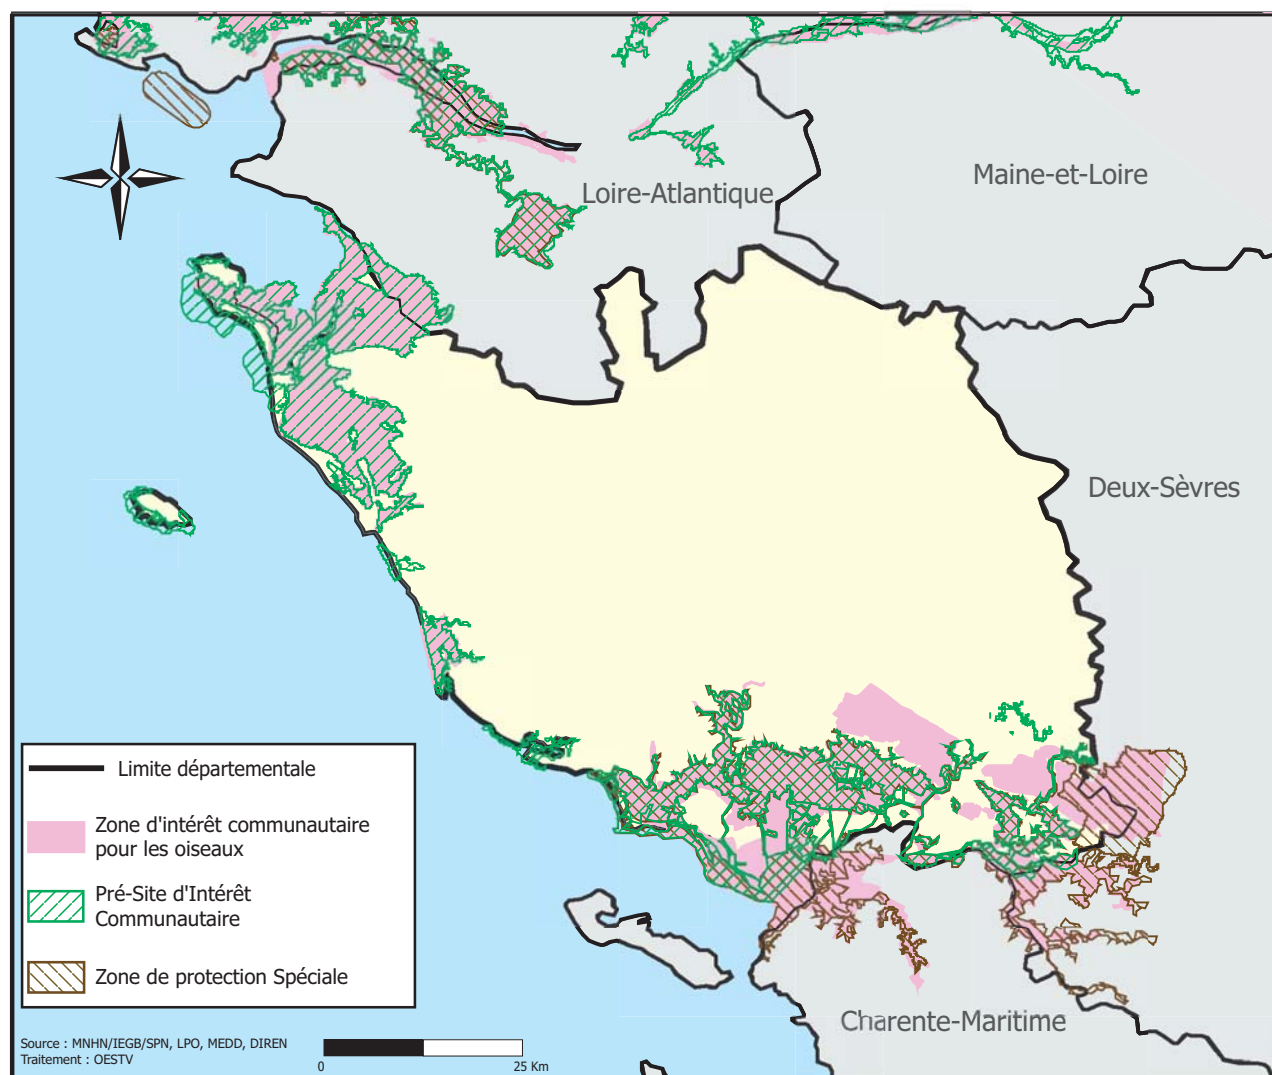 Loire-Atlantique
Maine-et-Loire
Deux-Sèvres
Charente-Maritime
Limite départementale
Zone d'intérêt communautaire
pour les oiseaux
Pré-Site d'Intérêt
Communautaire
Zone de protection Spéciale
Source : MNHN/IEGB/SPN, LPO, MEDD, DIREN
Traitement : OESTV
0
25 Km